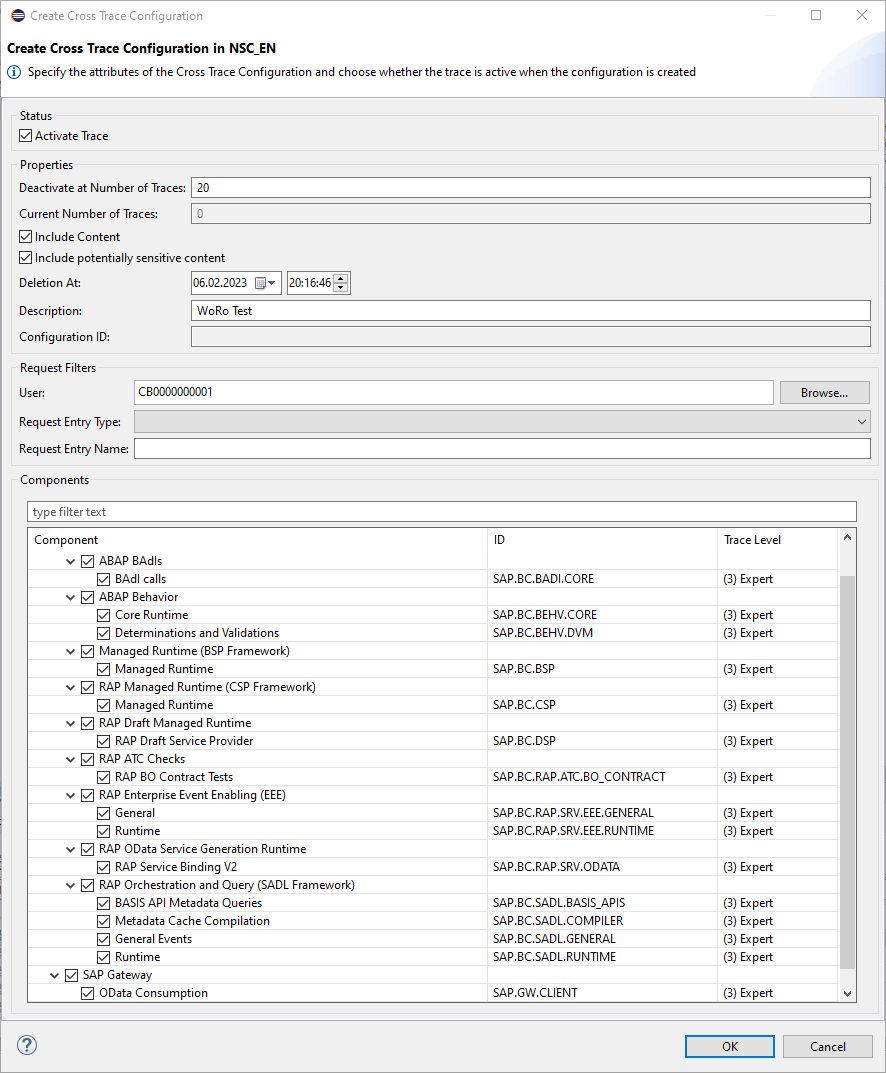 Create Cross Trace Configuration
Create Cross Trace Configuration in NSC_EN
Specify the attributes of the Cross Trace Configuration and choose whether the trace is active when the configuration is created
Status
Activate Trace
Properties
Deactivate at Number of Traces: 20
Current Number of Traces: 0
Include Content
Include potentially sensitive content
Deletion At: 06.02.2023 20:16:46
Description: WoRo Test
Configuration ID:
Request Filters
User: CB0000000001 Browse...
Request Entry Type:
Request Entry Name:
Components
type filter text
Component ID Trace Level
ABAP BAdIs
BAdI calls SAP.BC.BADI.CORE (3) Expert
ABAP Behavior
Core Runtime SAP.BC.BEHV.CORE (3) Expert
Determinations and Validations SAP.BC.BEHV.DVM (3) Expert
Managed Runtime (BSP Framework)
Managed Runtime SAP.BC.BSP (3) Expert
RAP Managed Runtime (CSP Framework)
Managed Runtime SAP.BC.CSP (3) Expert
RAP Draft Managed Runtime
RAP Draft Service Provider SAP.BC.DSP (3) Expert
RAP ATC Checks
RAP BO Contract Tests SAP.BC.RAP.ATC.BO_CONTRACT (3) Expert
RAP Enterprise Event Enabling (EEE)
General SAP.BC.RAP.SRV.EEE.GENERAL (3) Expert
Runtime SAP.BC.RAP.SRV.EEE.RUNTIME (3) Expert
RAP OData Service Generation Runtime
RAP Service Binding V2 SAP.BC.RAP.SRV.ODATA (3) Expert
RAP Orchestration and Query (SADL Framework)
BASIS API Metadata Queries SAP.BC.SADL.BASIS_APIS (3) Expert
Metadata Cache Compilation SAP.BC.SADL.COMPILER (3) Expert
General Events SAP.BC.SADL.GENERAL (3) Expert
Runtime SAP.BC.SADL.RUNTIME (3) Expert
SAP Gateway
OData Consumption SAP.GW.CLIENT (3) Expert
OK Cancel